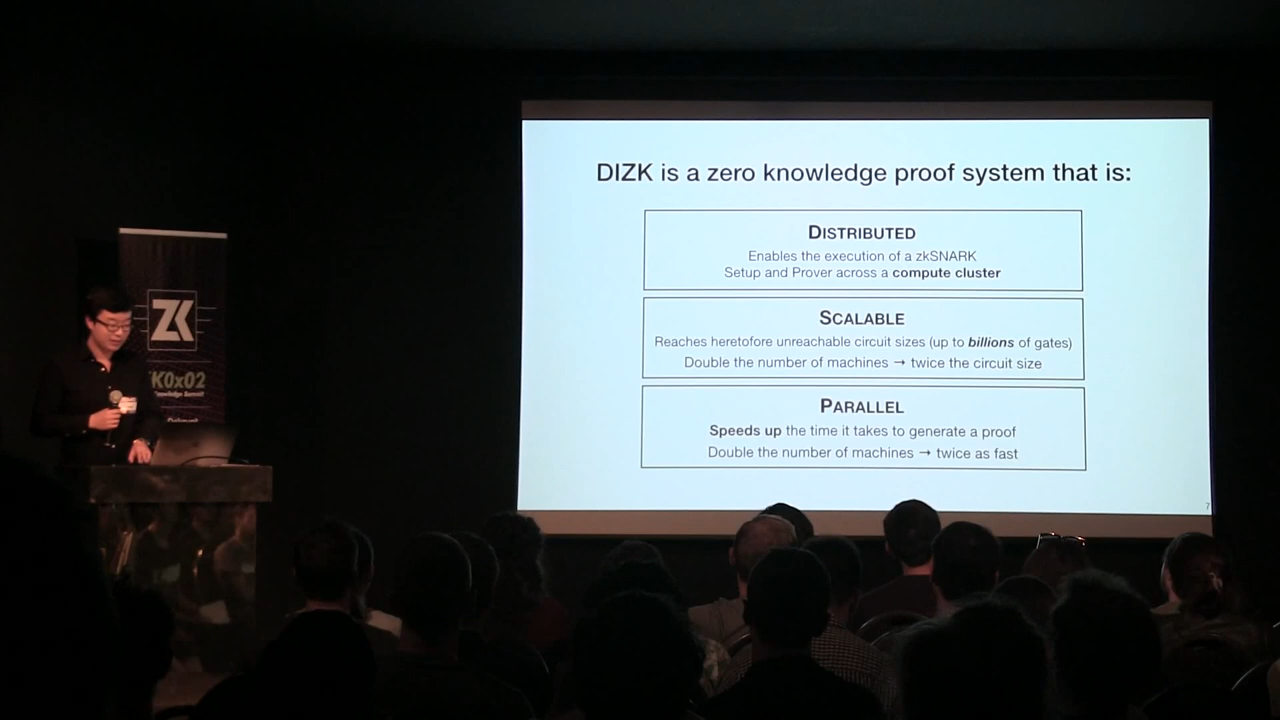 DIZK is a zero knowledge proof system that is:
DISTRIBUTED
Enables the execution of a zkSNARK
Setup and Prover across a compute cluster
SCALABLE
Reaches heretofore unreachable circuit sizes (up to billions of gates)
Double the number of machines → twice the circuit size
PARALLEL
Speeds up the time it takes to generate a proof
Double the number of machines → twice as fast
7
ZK
K0x02
nowledge Summit